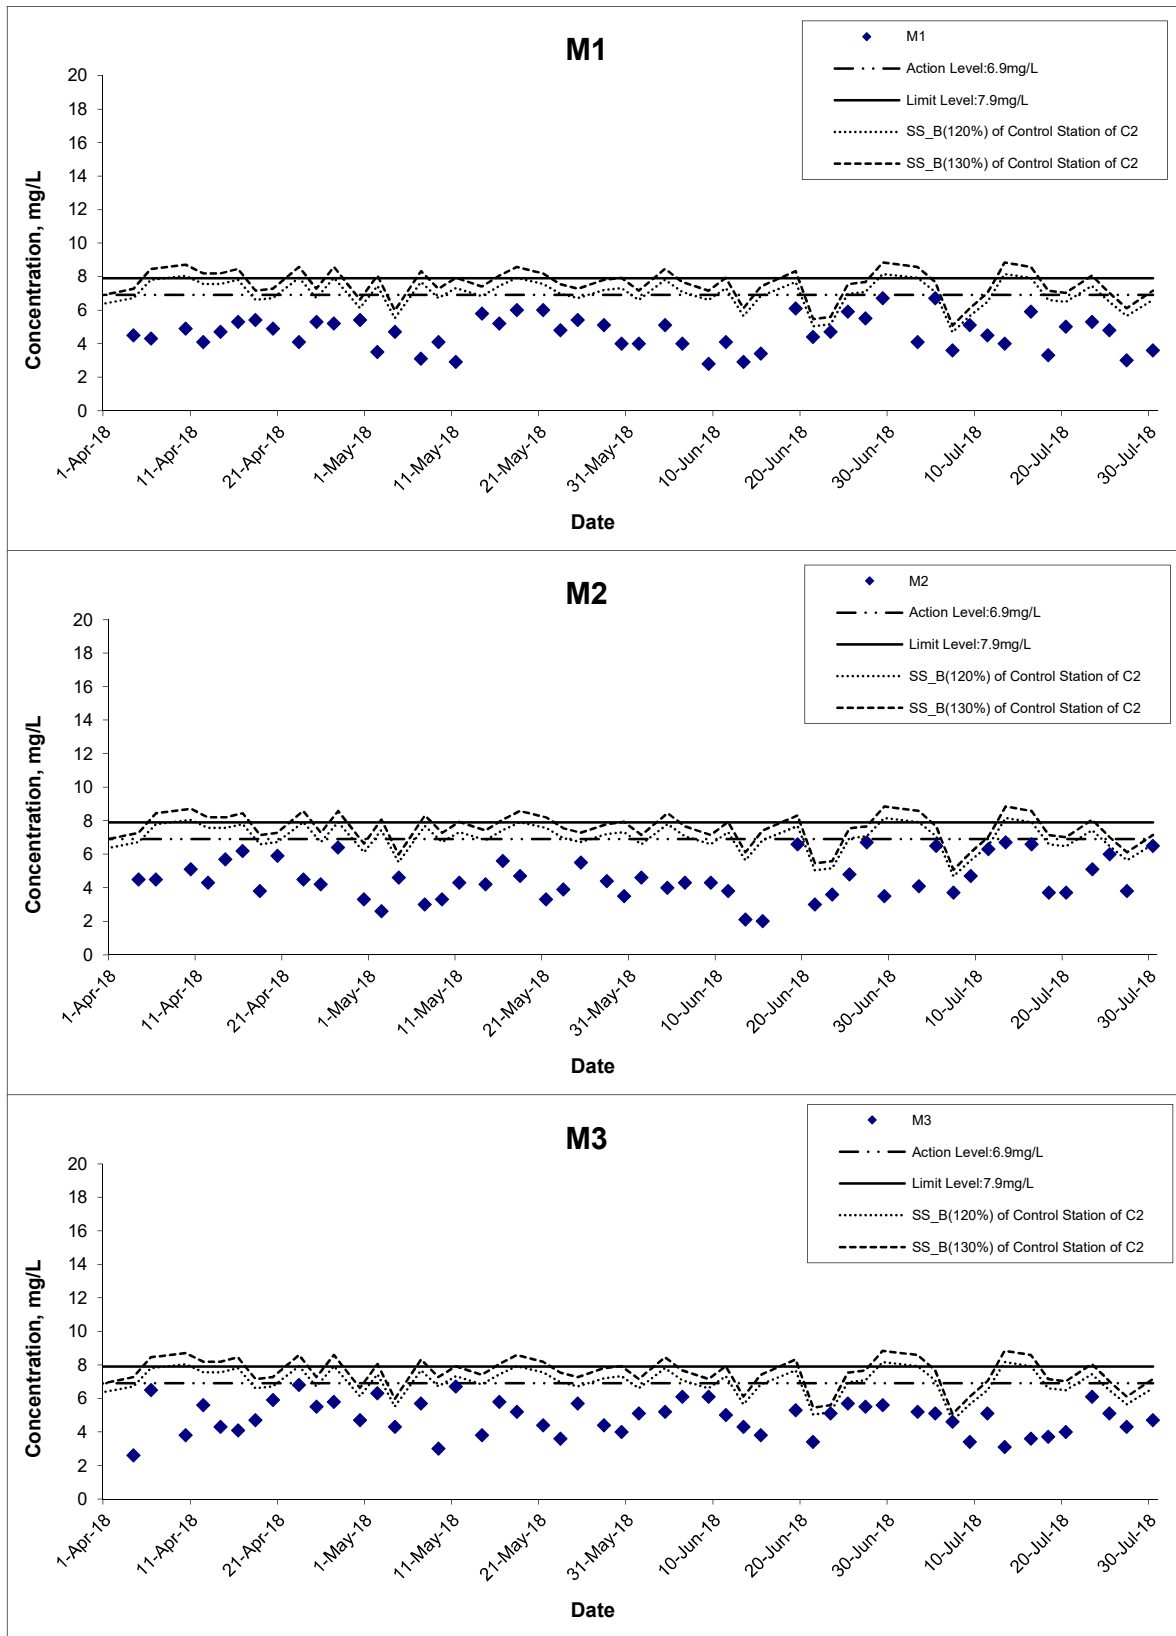 M1
M1
Action Level:6.9mg/L
Limit Level:7.9mg/L
SS_B(120%) of Control Station of C2
SS_B(130%) of Control Station of C2
Concentration, mg/L
20
18
16
14
12
10
8
6
4
2
0
1-Apr-18
11-Apr-18
21-Apr-18
1-May-18
11-May-18
21-May-18
31-May-18
10-Jun-18
20-Jun-18
30-Jun-18
10-Jul-18
20-Jul-18
30-Jul-18
Date
M2
M2
Action Level:6.9mg/L
Limit Level:7.9mg/L
SS_B(120%) of Control Station of C2
SS_B(130%) of Control Station of C2
Concentration, mg/L
20
18
16
14
12
10
8
6
4
2
0
1-Apr-18
11-Apr-18
21-Apr-18
1-May-18
11-May-18
21-May-18
31-May-18
10-Jun-18
20-Jun-18
30-Jun-18
10-Jul-18
20-Jul-18
30-Jul-18
Date
M3
M3
Action Level:6.9mg/L
Limit Level:7.9mg/L
SS_B(120%) of Control Station of C2
SS_B(130%) of Control Station of C2
Concentration, mg/L
20
18
16
14
12
10
8
6
4
2
0
1-Apr-18
11-Apr-18
21-Apr-18
1-May-18
11-May-18
21-May-18
31-May-18
10-Jun-18
20-Jun-18
30-Jun-18
10-Jul-18
20-Jul-18
30-Jul-18
Date